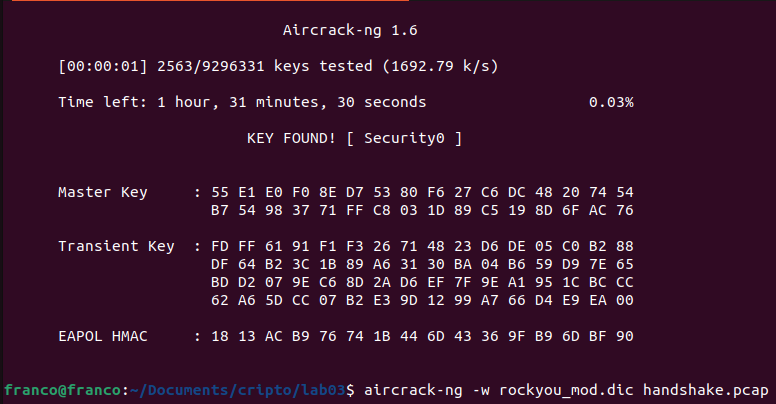 Aircrack-ng 1.6
[00:00:01] 2563/9296331 keys tested (1692.79 k/s)
Time left: 1 hour, 31 minutes, 30 seconds 0.03%
KEY FOUND! [ Security0 ]
Master Key : 55 E1 E0 F0 8E D7 53 80 F6 27 C6 DC 48 20 74 54
B7 54 98 37 71 FF C8 03 1D 89 C5 19 8D 6F AC 76
Transient Key : FD FF 61 91 F1 F3 26 71 48 23 D6 DE 05 C0 B2 88
DF 64 B2 3C 1B 89 A6 31 30 BA 04 B6 59 D9 7E 65
BD D2 07 9E C6 8D 2A D6 EF 7F 9E A1 95 1C BC CC
62 A6 5D CC 07 B2 E3 9D 12 99 A7 66 D4 E9 EA 00
EAPOL HMAC : 18 13 AC B9 76 74 1B 44 6D 43 36 9F B9 6D BF 90
franco@franco:~/Documents/cripto/lab03$ aircrack-ng -w rockyou_mod.dic handshake.pcap